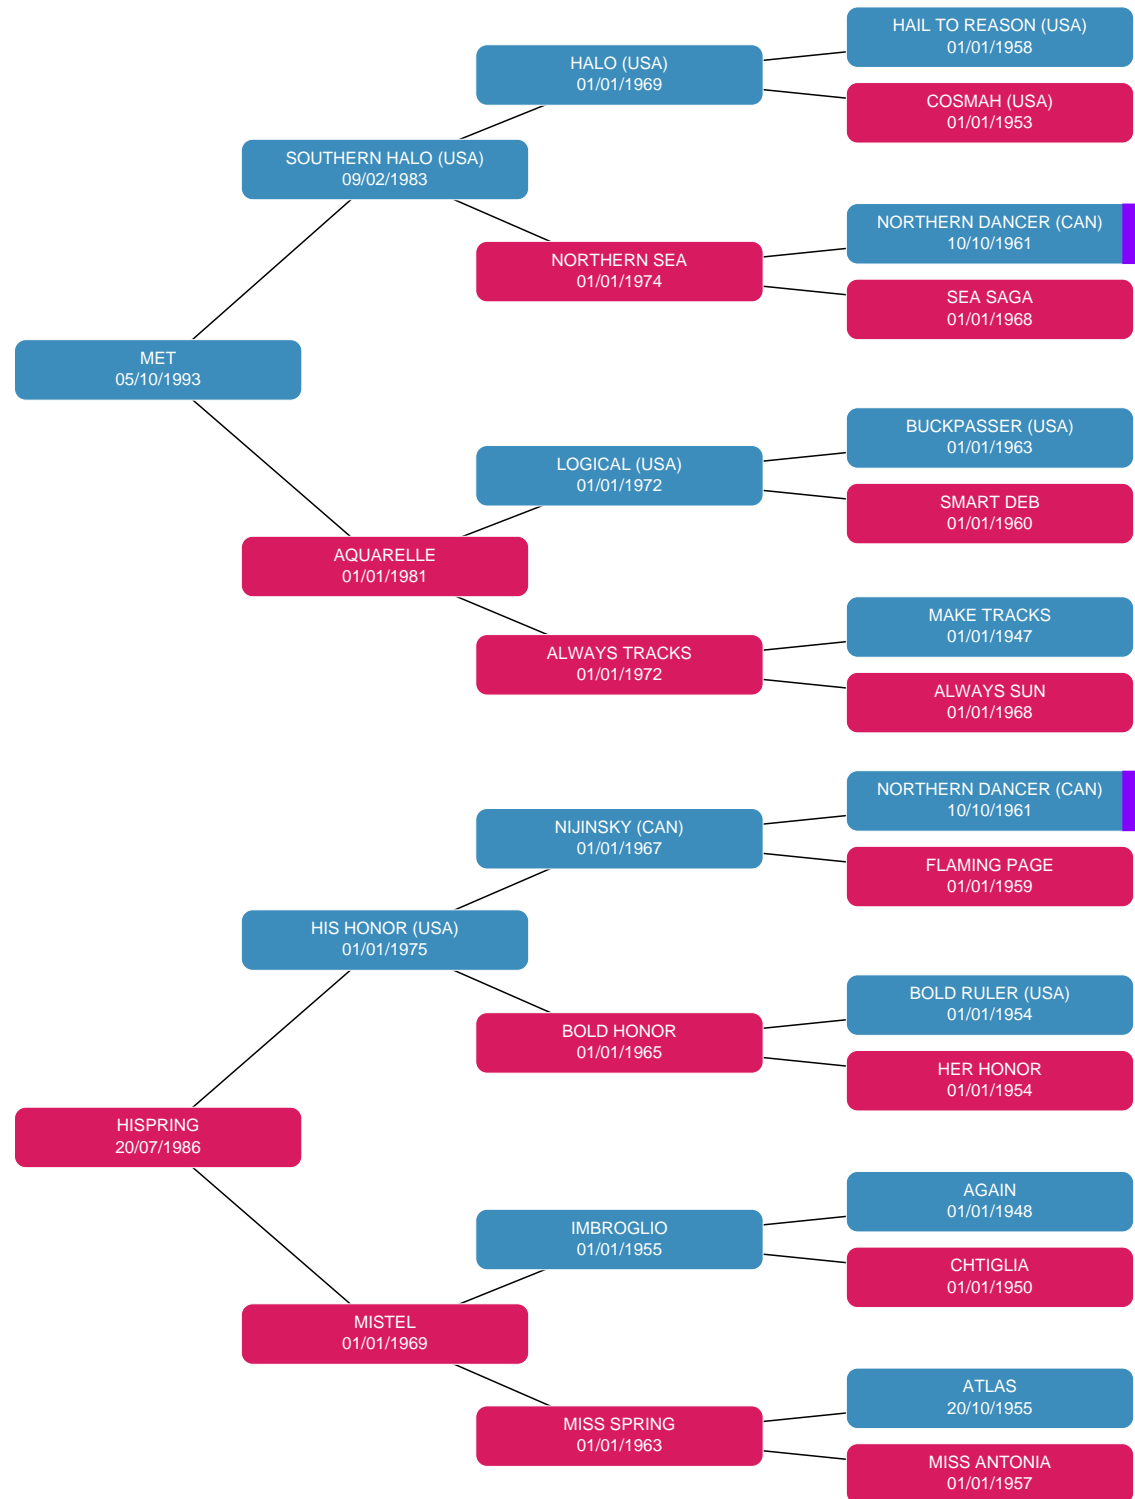 HAIL TO REASON (USA)
01/01/1958
HALO (USA)
01/01/1969
COSMAH (USA)
01/01/1953
SOUTHERN HALO (USA)
09/02/1983
NORTHERN DANCER (CAN)
10/10/1961
NORTHERN SEA
01/01/1974
SEA SAGA
01/01/1968
MET
05/10/1993
BUCKPASSER (USA)
01/01/1963
LOGICAL (USA)
01/01/1972
SMART DEB
01/01/1960
AQUARELLE
01/01/1981
MAKE TRACKS
01/01/1947
ALWAYS TRACKS
01/01/1972
ALWAYS SUN
01/01/1968
NORTHERN DANCER (CAN)
10/10/1961
NIJINSKY (CAN)
01/01/1967
FLAMING PAGE
01/01/1959
HIS HONOR (USA)
01/01/1975
BOLD RULER (USA)
01/01/1954
BOLD HONOR
01/01/1965
HER HONOR
01/01/1954
HISPRING
20/07/1986
AGAIN
01/01/1948
IMBROGLIO
01/01/1955
CHTIGLIA
01/01/1950
MISTEL
01/01/1969
ATLAS
20/10/1955
MISS SPRING
01/01/1963
MISS ANTONIA
01/01/1957